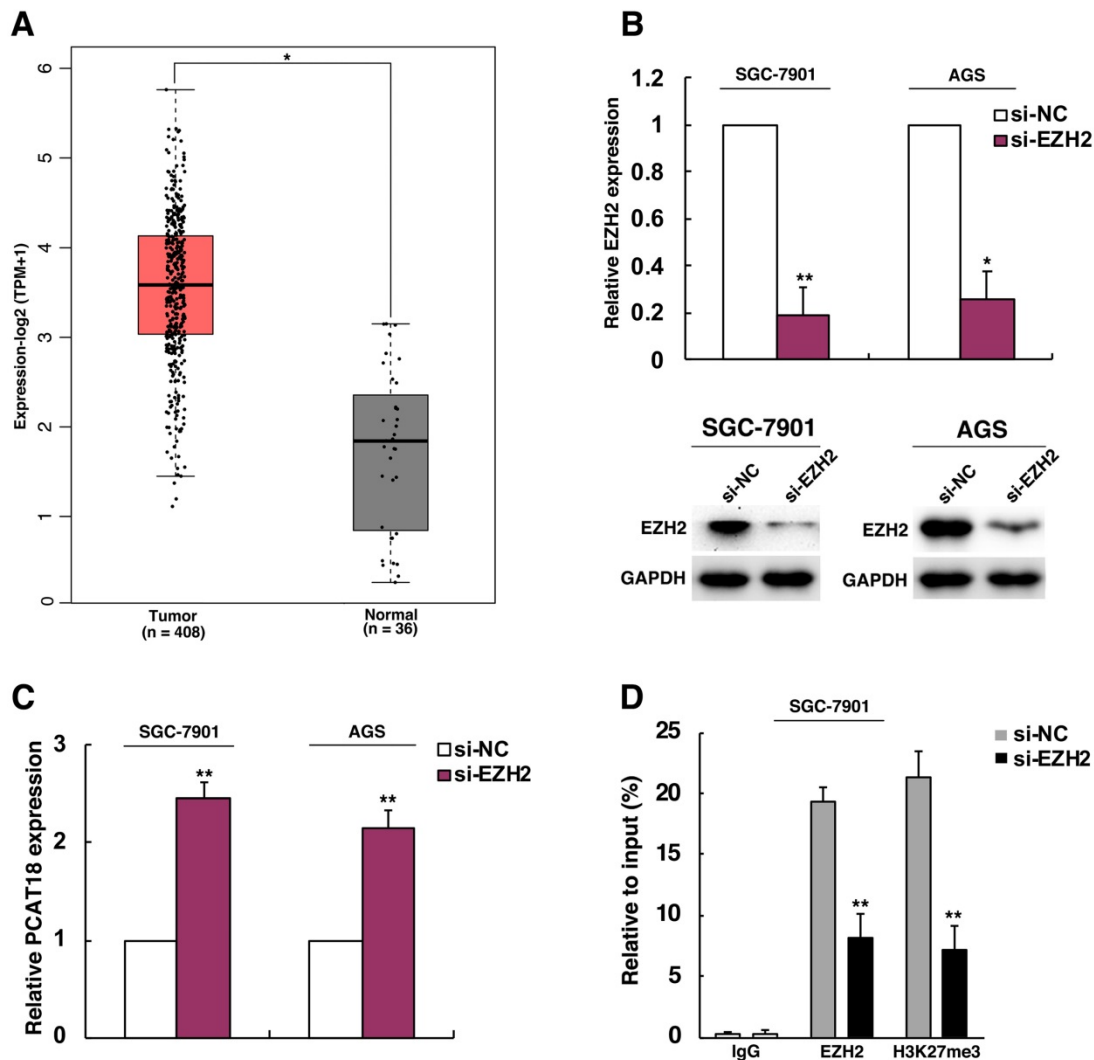 A
Expression-log2 (TPM+1)
6
5
4
3
2
1
0
*
Tumor
(n = 408)
Normal
(n = 36)
B
Relative EZH2 expression
1.2
1
0.8
0.6
0.4
0.2
0
SGC-7901
AGS
si-NC
si-EZH2
**
*
SGC-7901
AGS
si-NC
si-EZH2
si-NC
si-EZH2
EZH2
GAPDH
EZH2
GAPDH
C
Relative PCAT18 expression
3
2
1
0
SGC-7901
AGS
si-NC
si-EZH2
**
**
D
Relative to input (%)
25
20
15
10
5
0
SGC-7901
si-NC
si-EZH2
**
**
IgG
EZH2
H3K27me3